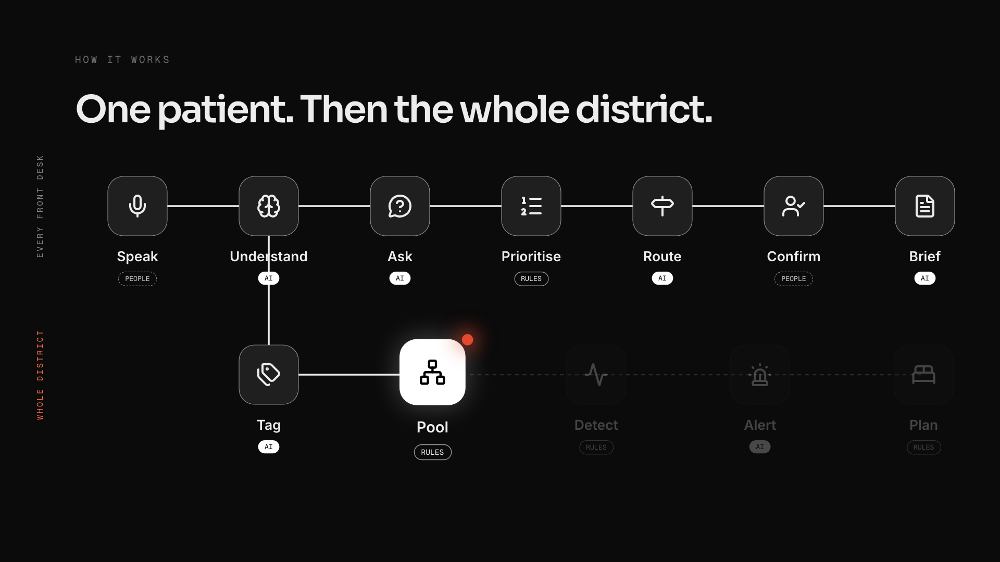 HOW IT WORKS
One patient. Then the whole district.
EVERY FRONT DESK
Speak
PEOPLE
Understand
AI
Ask
AI
Prioritise
RULES
Route
AI
Confirm
PEOPLE
Brief
AI
WHOLE DISTRICT
Tag
AI
Pool
RULES
Detect
RULES
Alert
AI
Plan
RULES